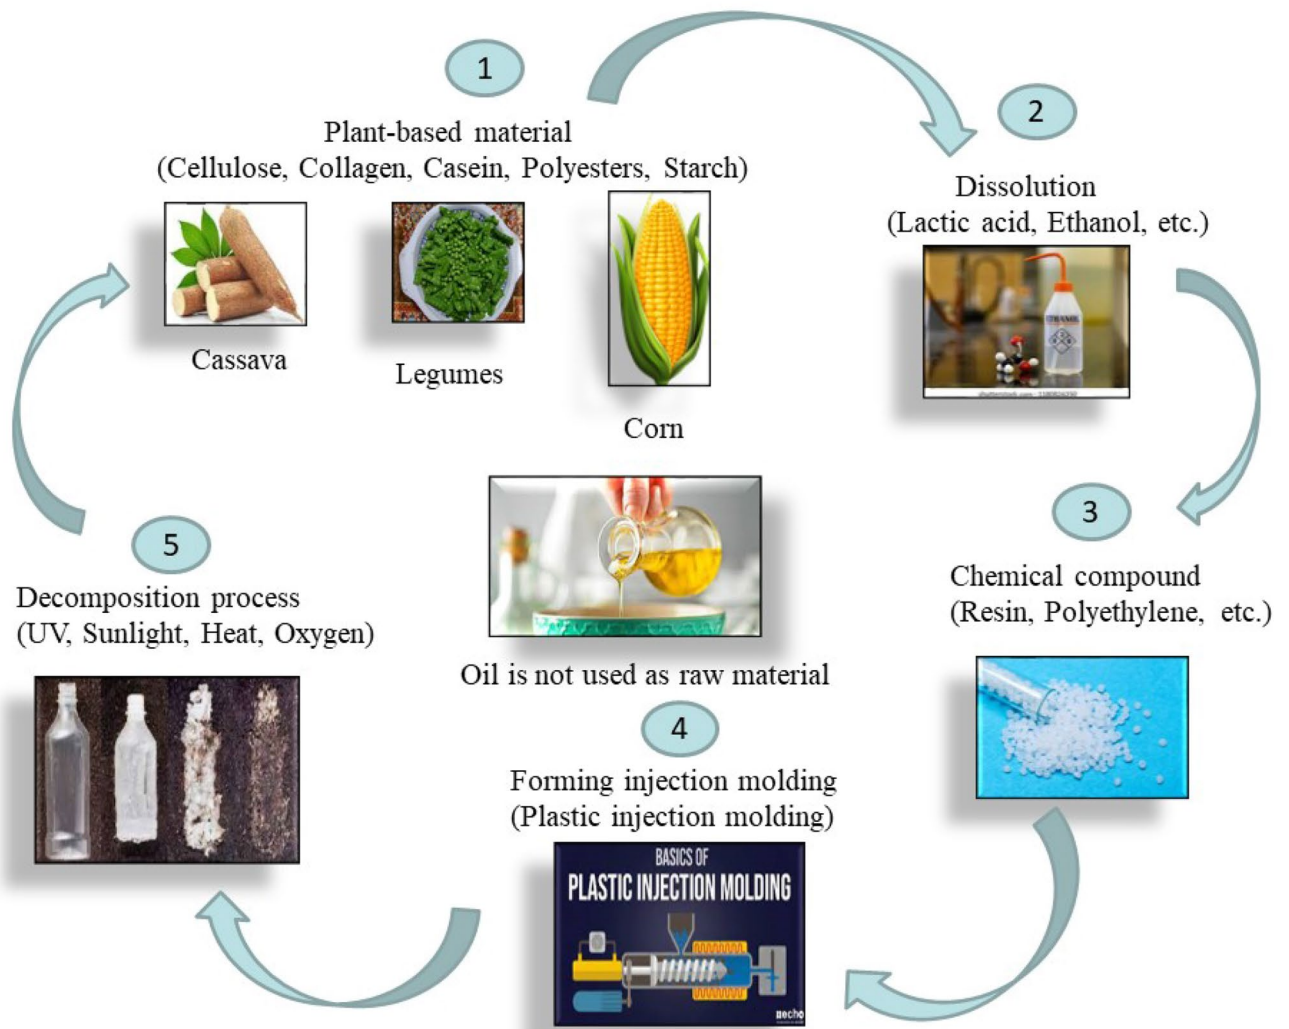 1
Plant-based material
(Cellulose, Collagen, Casein, Polyesters, Starch)
Cassava
Legumes
Corn
2
Dissolution
(Lactic acid, Ethanol, etc.)
ETHANOL
3
Chemical compound
(Resin, Polyethylene, etc.)
Oil is not used as raw material
4
Forming injection molding
(Plastic injection molding)
BASICS OF
PLASTIC INJECTION MOLDING
5
Decomposition process
(UV, Sunlight, Heat, Oxygen)